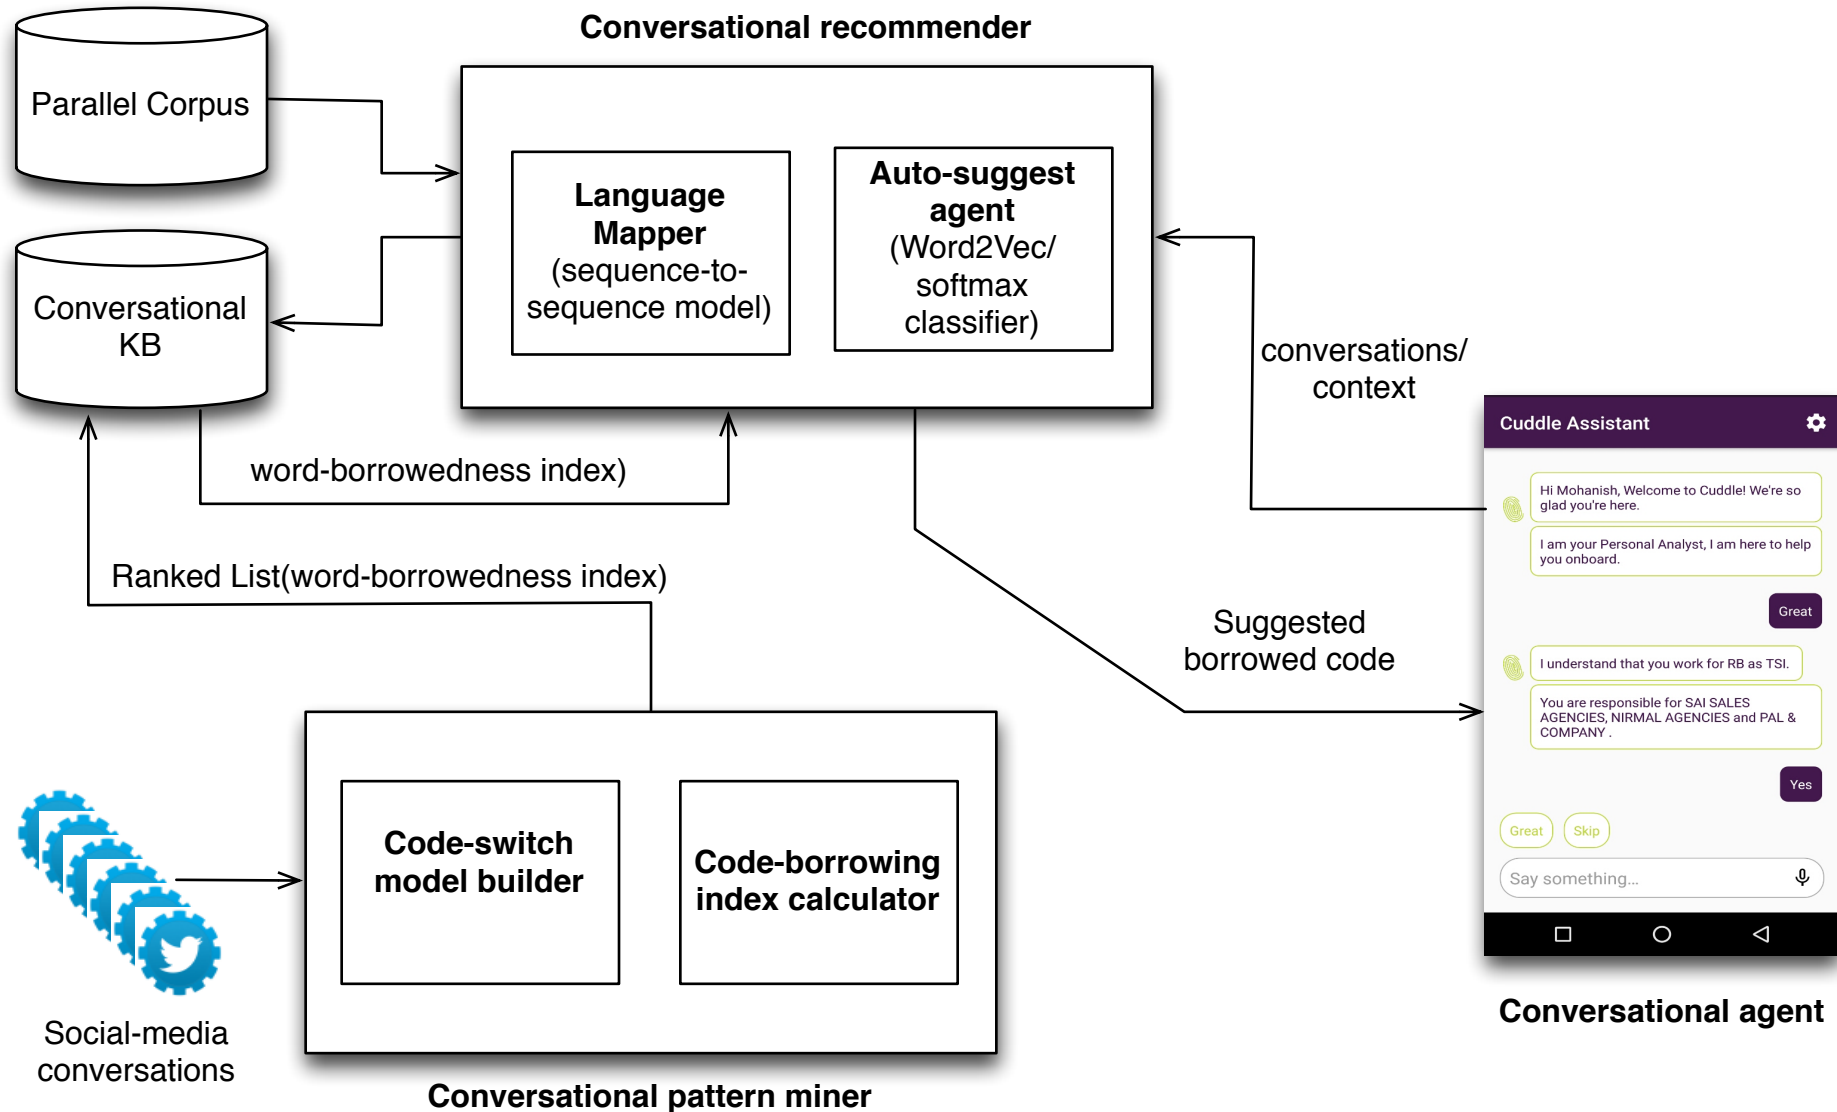 Conversational recommender
Parallel Corpus
Language
Mapper
(sequence-to-
sequence model)
Auto-suggest
agent
(Word2Vec/
softmax
classifier)
Conversational
KB
conversations/
context
word-borrowedness index)
Ranked List(word-borrowedness index)
Suggested
borrowed code
Cuddle Assistant
Hi Mohanish, Welcome to Cuddle! We're so
glad you're here.
I am your Personal Analyst, I am here to help
you onboard.
Great
I understand that you work for RB as TSI.
You are responsible for SAI SALES
AGENCIES, NIRMAL AGENCIES and PAL &
COMPANY .
Yes
Great
Skip
Say something...
Conversational agent
Code-switch
model builder
Code-borrowing
index calculator
Social-media
conversations
Conversational pattern miner